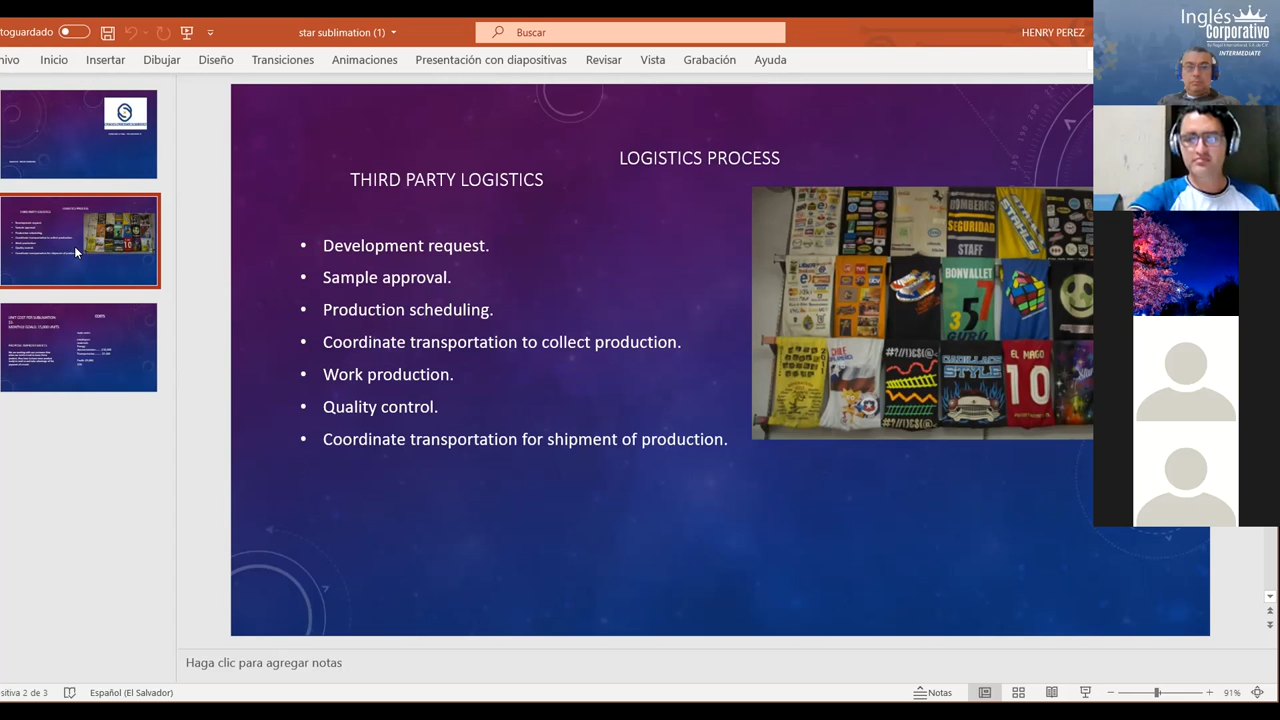 toguardado
star sublimation (1)
Buscar
HENRY PEREZ
Inicio
Insertar
Dibujar
Diseño
Transiciones
Animaciones
Presentación con diapositivas
Revisar
Vista
Grabación
Ayuda
Inglés
Corporativo
INTERMEDIATE
LOGISTICS PROCESS
THIRD PARTY LOGISTICS
• Development request.
• Sample approval.
• Production scheduling.
• Coordinate transportation to collect production.
• Work production.
• Quality control.
• Coordinate transportation for shipment of production.
BOMBEROS
SEGURIDAD
STAFF
BONVALLET
CHILE
CADILLACS
STYLE
EL MAGO
10
Haga clic para agregar notas
sitiva 2 de 3
Español (El Salvador)
Notas
91%